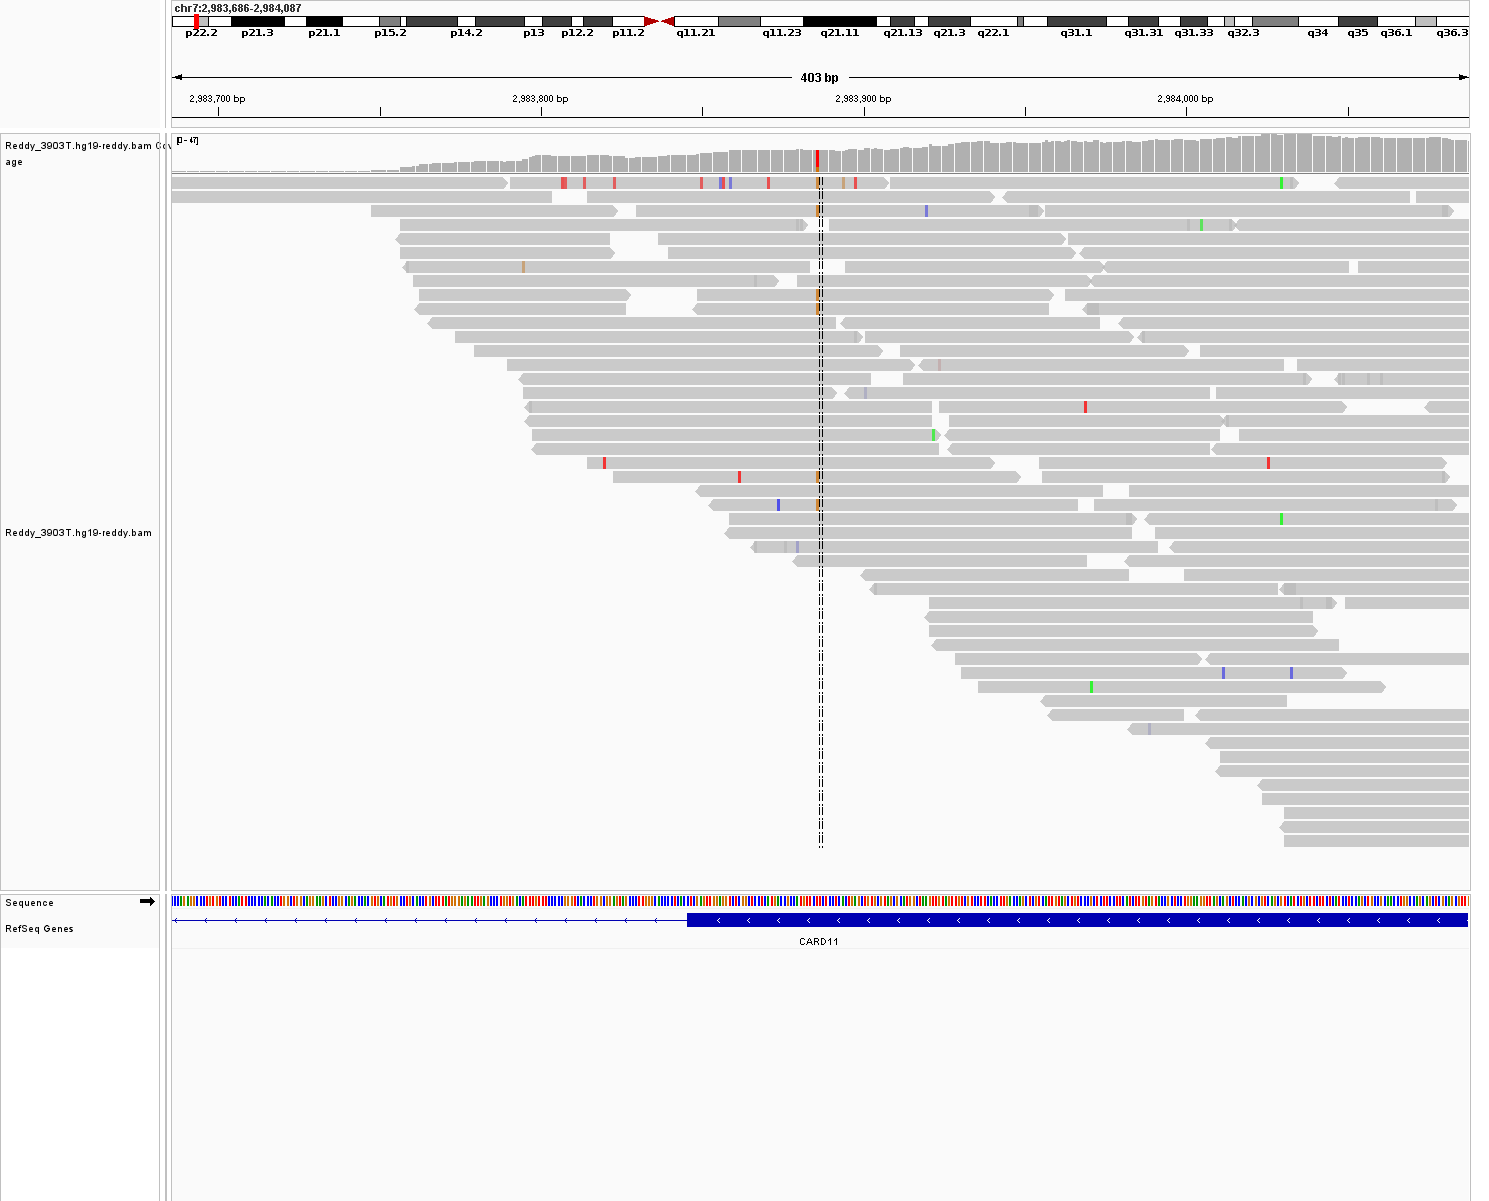 chr7:2,983,686-2,984,087
p22.2 p21.3 p21.1 p15.2 p14.2 p13 p12.2 p11.2 q11.21 q11.23 q21.11 q21.13 q21.3 q22.1 q31.1 q31.31 q31.33 q32.3 q34 q35 q36.1 q36.3
403 bp
2,983,700 bp 2,983,800 bp 2,983,900 bp 2,984,000 bp
[0 - 47]
Reddy_3903T.hg19-reddy.bam Cov
age
Reddy_3903T.hg19-reddy.bam
Sequence
RefSeq Genes
CARD11